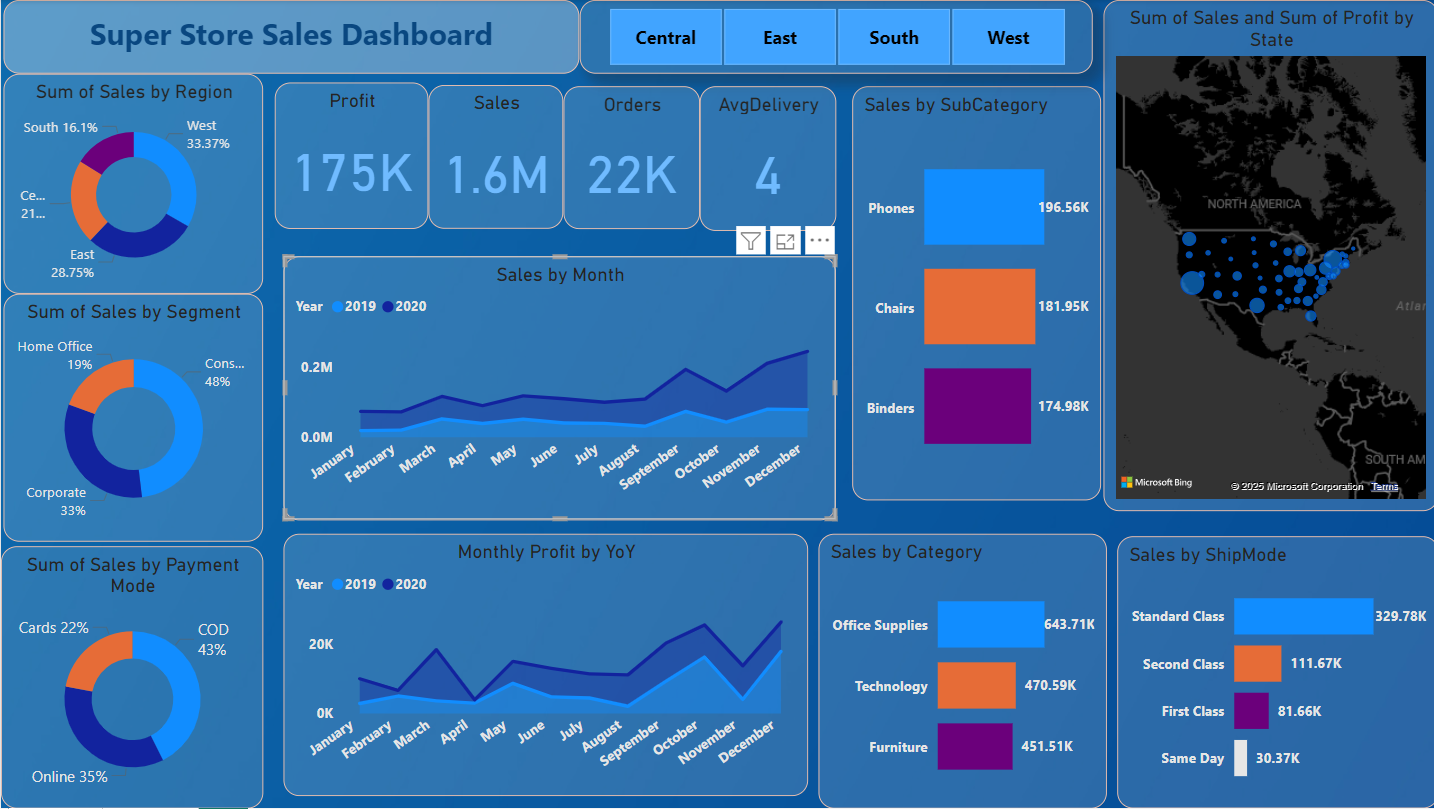 Super Store Sales Dashboard
Central
East
South
West
Sum of Sales and Sum of Profit by
State
Sum of Sales by Region
South 16.1%
West
33.37%
Ce...
21...
East
28.75%
Profit
175K
Sales
1.6M
Orders
22K
AvgDelivery
4
Sales by SubCategory
Phones
196.56K
Chairs
181.95K
Binders
174.98K
NORTH AMERICA
Atlan
SOUTH AM
Microsoft Bing
© 2025 Microsoft Corporation Terms
Sum of Sales by Segment
Home Office
19%
Cons...
48%
Corporate
33%
Sales by Month
Year 2019 2020
0.2M
0.0M
January
February
March
April
May
June
July
August
September
October
November
December
Sum of Sales by Payment
Mode
Cards 22%
COD
43%
Online 35%
Monthly Profit by YoY
Year 2019 2020
20K
0K
January
February
March
April
May
June
July
August
September
October
November
December
Sales by Category
Office Supplies
643.71K
Technology
470.59K
Furniture
451.51K
Sales by ShipMode
Standard Class
329.78K
Second Class
111.67K
First Class
81.66K
Same Day
30.37K